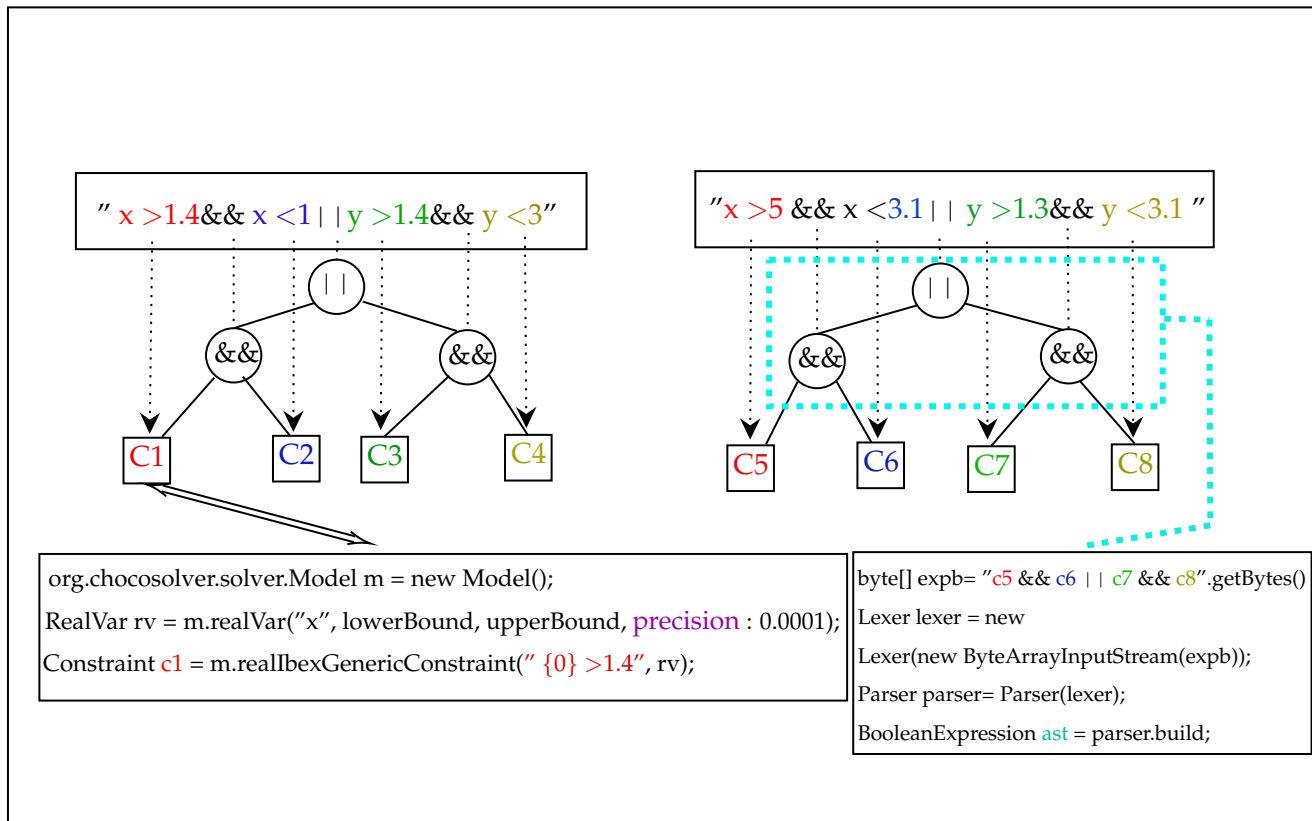 " x >1.4&& x <1||y >1.4&& y <3"
"x >5 && x <3.1|| y >1.3&& y <3.1 "
||
&& &&
C1 C2 C3 C4
||
&& &&
C5 C6 C7 C8
org.chocosolver.solver.Model m = new Model();
RealVar rv = m.realVar("x", lowerBound, upperBound, precision : 0.0001);
Constraint c1 = m.realIbexGenericConstraint(" {0} >1.4", rv);
byte[] expb= "c5 && c6 || c7 && c8".getBytes()
Lexer lexer = new
Lexer(new ByteArrayInputStream(expb));
Parser parser= Parser(lexer);
BooleanExpression ast = parser.build;